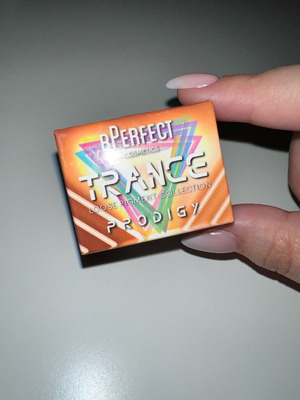 BPERFECT
COSMETICS
TRANCE
LOOSE PIGMENT COLLECTION
PRODIGY